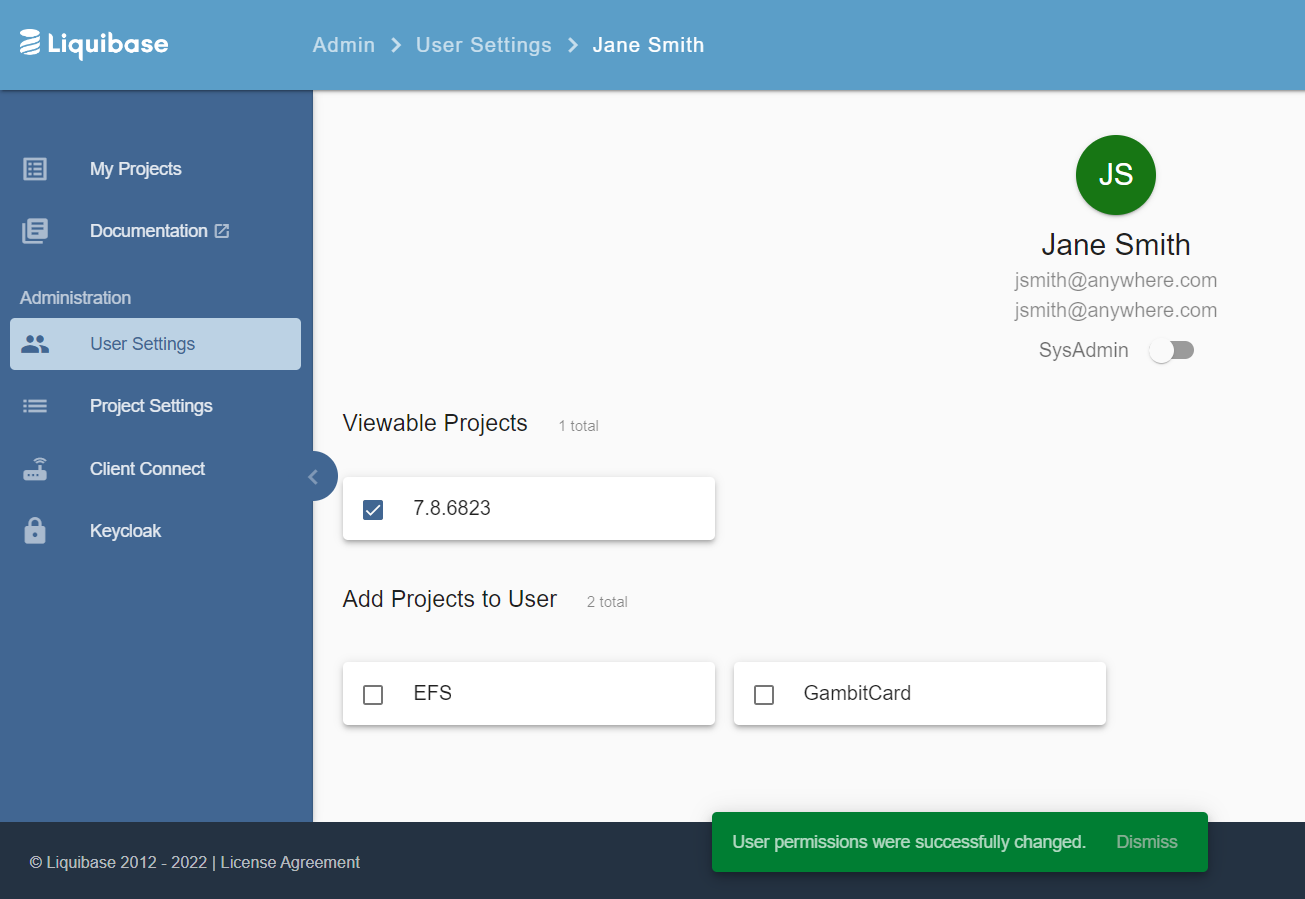 Liquibase
Admin > User Settings > Jane Smith
My Projects
Documentation
Administration
User Settings
Project Settings
Client Connect
Keycloak
JS
Jane Smith
jsmith@anywhere.com
jsmith@anywhere.com
SysAdmin
Viewable Projects 1 total
7.8.6823
Add Projects to User 2 total
EFS
GambitCard
User permissions were successfully changed. Dismiss
© Liquibase 2012 - 2022 | License Agreement